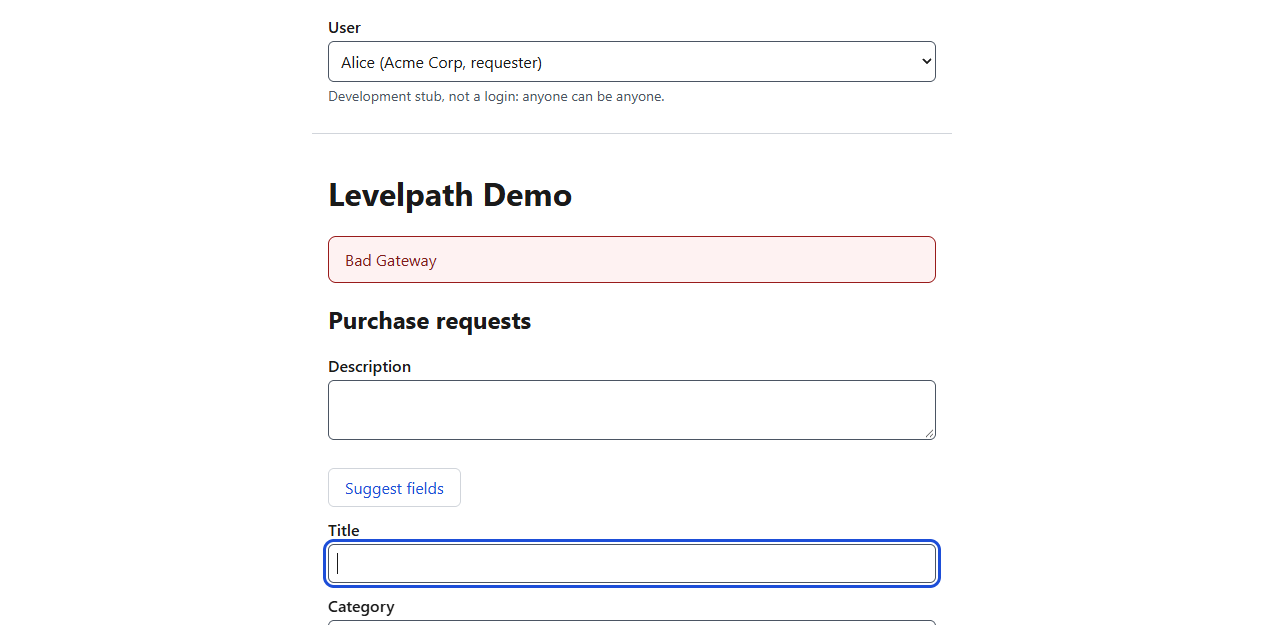 User
Alice (Acme Corp, requester)
Development stub, not a login: anyone can be anyone.
Levelpath Demo
Bad Gateway
Purchase requests
Description
Suggest fields
Title
Category